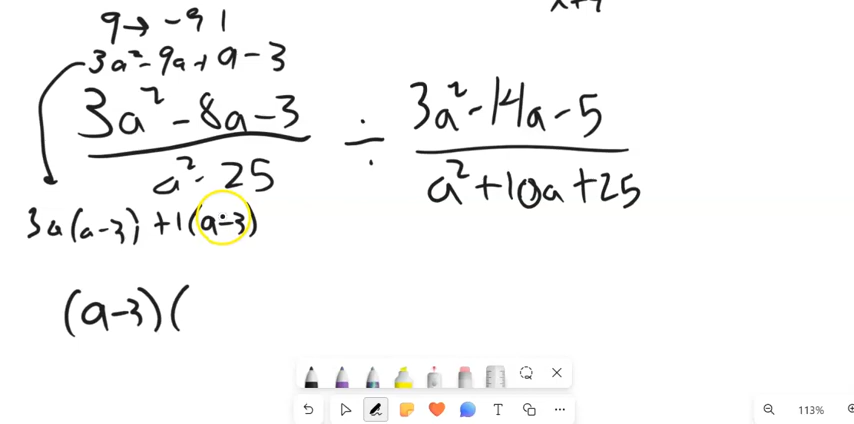 9 → -9 1
3a² - 9a + a - 3
3a² - 8a - 3
a² - 25
÷
3a² - 14a - 5
a² + 10a + 25
3a(a-3) + 1(a-3)
(a-3)(
113%